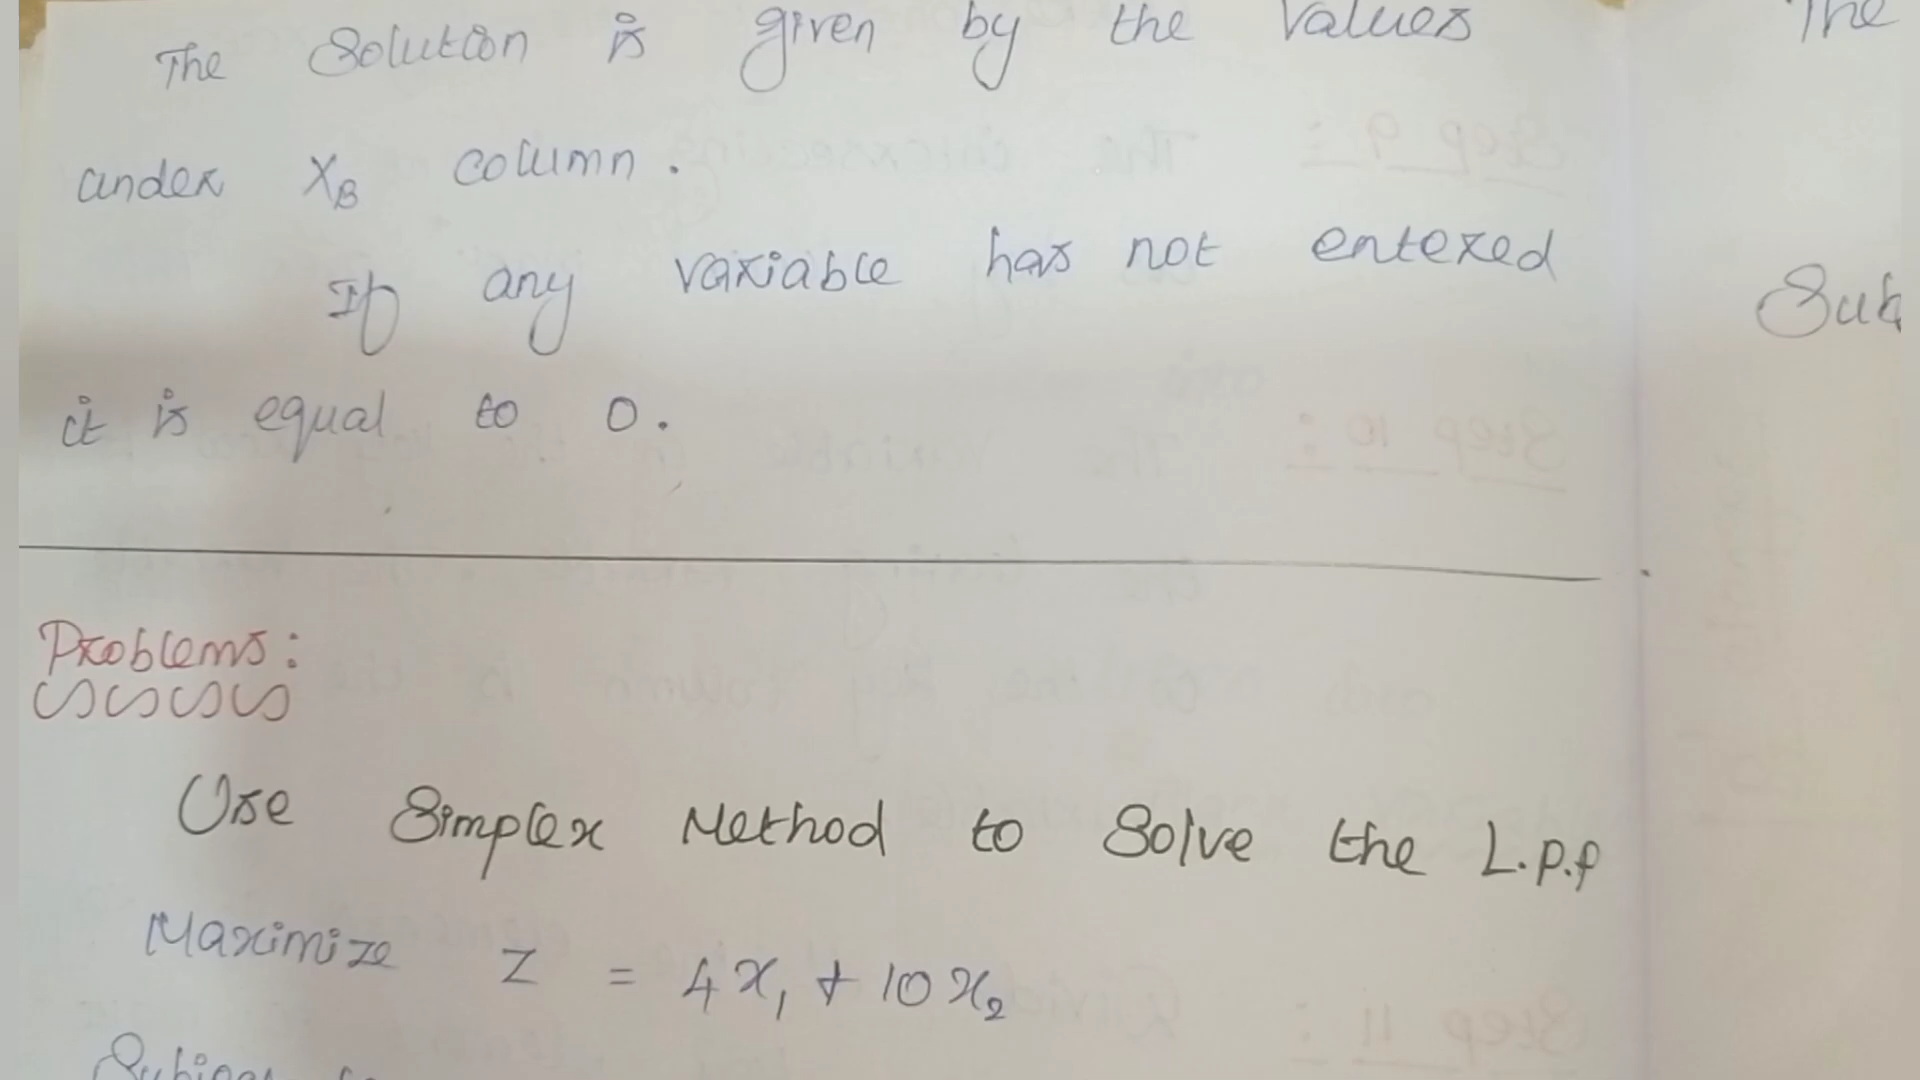 The Solution is given by the values
under XB column.
If any variable has not entered
it is equal to 0.
Problems:
Use Simplex Method to Solve the L.P.P
Maximize Z = 4x₁ + 10x₂
The